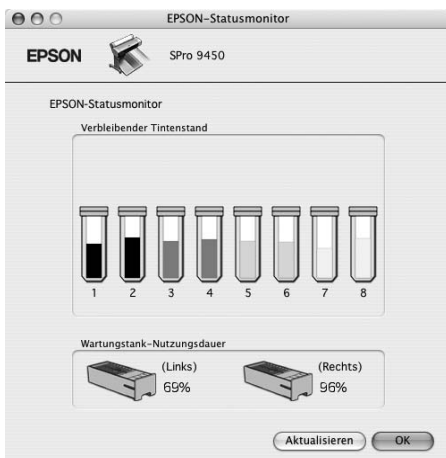 EPSON-Statusmonitor
EPSON
SPro 9450
EPSON-Statusmonitor
Verbleibender Tintenstand
1 2 3 4 5 6 7 8
Wartungstank-Nutzungsdauer
(Links) (Rechts)
69% 96%
Aktualisieren OK